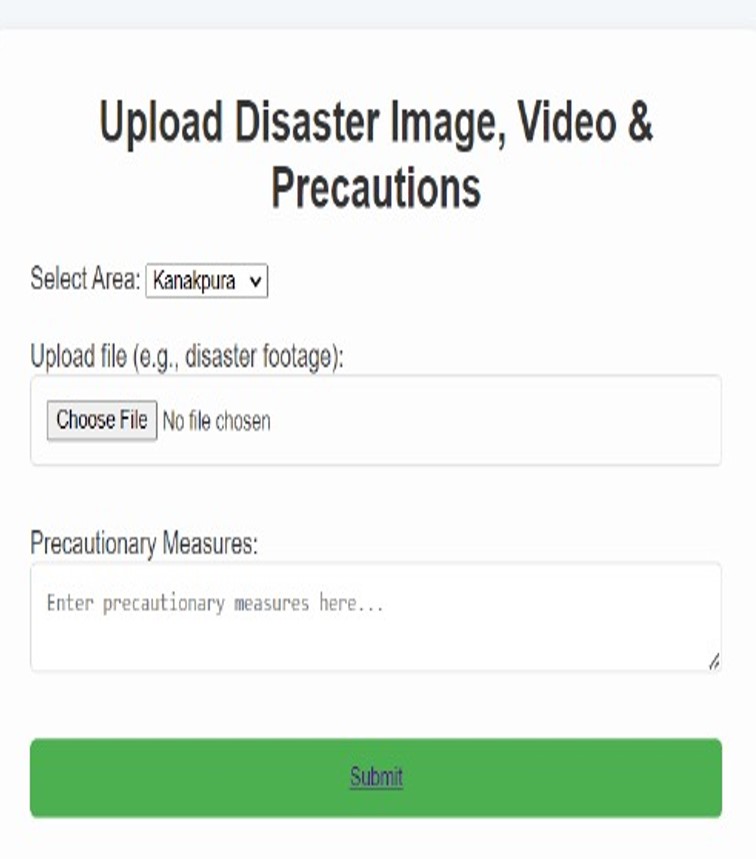 Upload Disaster Image, Video &
Precautions
Select Area: Kanakpura
Upload file (e.g., disaster footage):
Choose File No file chosen
Precautionary Measures:
Enter precautionary measures here...
Submit